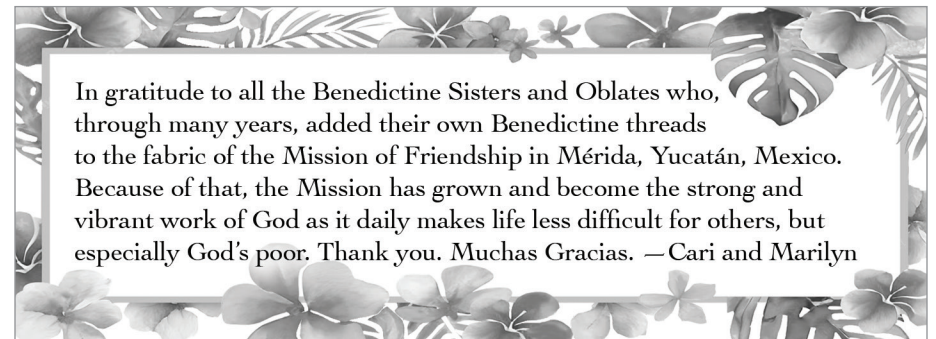 In gratitude to all the Benedictine Sisters and Oblates who,
through many years, added their own Benedictine threads
to the fabric of the Mission of Friendship in Mérida, Yucatán, Mexico.
Because of that, the Mission has grown and become the strong and
vibrant work of God as it daily makes life less difficult for others, but
especially God’s poor. Thank you. Muchas Gracias. —Cari and Marilyn